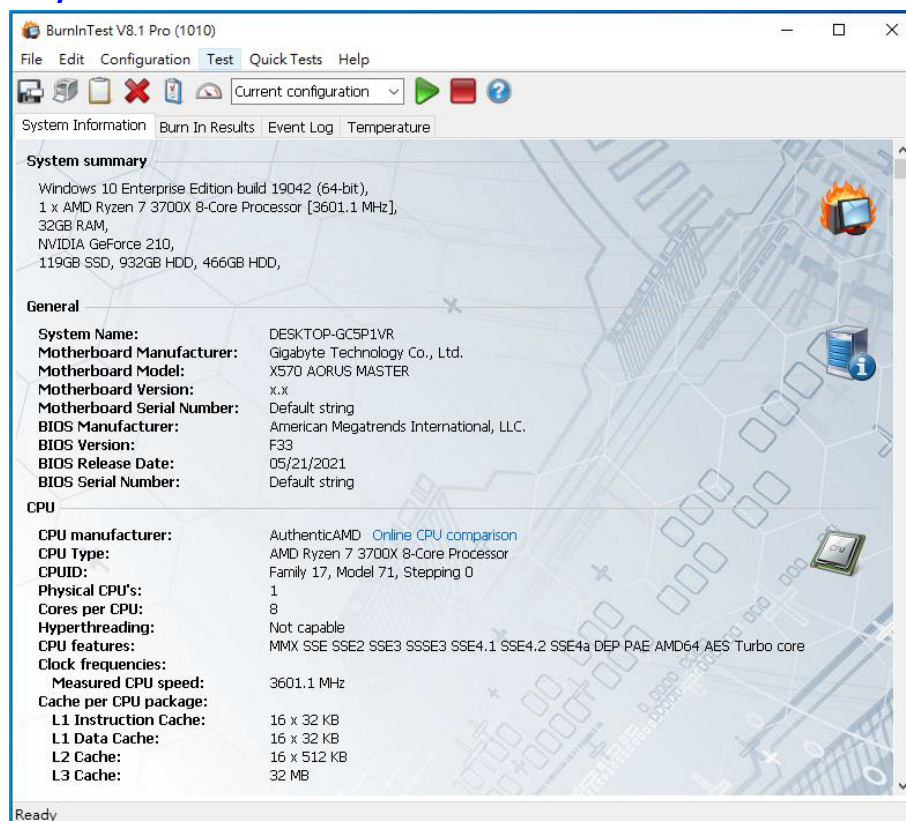 BurnInTest V8.1 Pro (1010)
File Edit Configuration Test Quick Tests Help
Current configuration
System Information Burn In Results Event Log Temperature
System summary
Windows 10 Enterprise Edition build 19042 (64-bit),
1 x AMD Ryzen 7 3700X 8-Core Processor [3601.1 MHz],
32GB RAM,
NVIDIA GeForce 210,
119GB SSD, 932GB HDD, 466GB HDD,
General
System Name: DESKTOP-GC5P1VR
Motherboard Manufacturer: Gigabyte Technology Co., Ltd.
Motherboard Model: X570 AORUS MASTER
Motherboard Version: x.x
Motherboard Serial Number: Default string
BIOS Manufacturer: American Megatrends International, LLC.
BIOS Version: F33
BIOS Release Date: 05/21/2021
BIOS Serial Number: Default string
CPU
CPU manufacturer: AuthenticAMD Online CPU comparison
CPU Type: AMD Ryzen 7 3700X 8-Core Processor
CPUID: Family 17, Model 71, Stepping 0
Physical CPU's: 1
Cores per CPU: 8
Hyperthreading: Not capable
CPU features: MMX SSE SSE2 SSE3 SSSE3 SSE4.1 SSE4.2 SSE4a DEP PAE AMD64 AES Turbo core
Clock frequencies:
Measured CPU speed: 3601.1 MHz
Cache per CPU package:
L1 Instruction Cache: 16 x 32 KB
L1 Data Cache: 16 x 32 KB
L2 Cache: 16 x 512 KB
L3 Cache: 32 MB
Ready